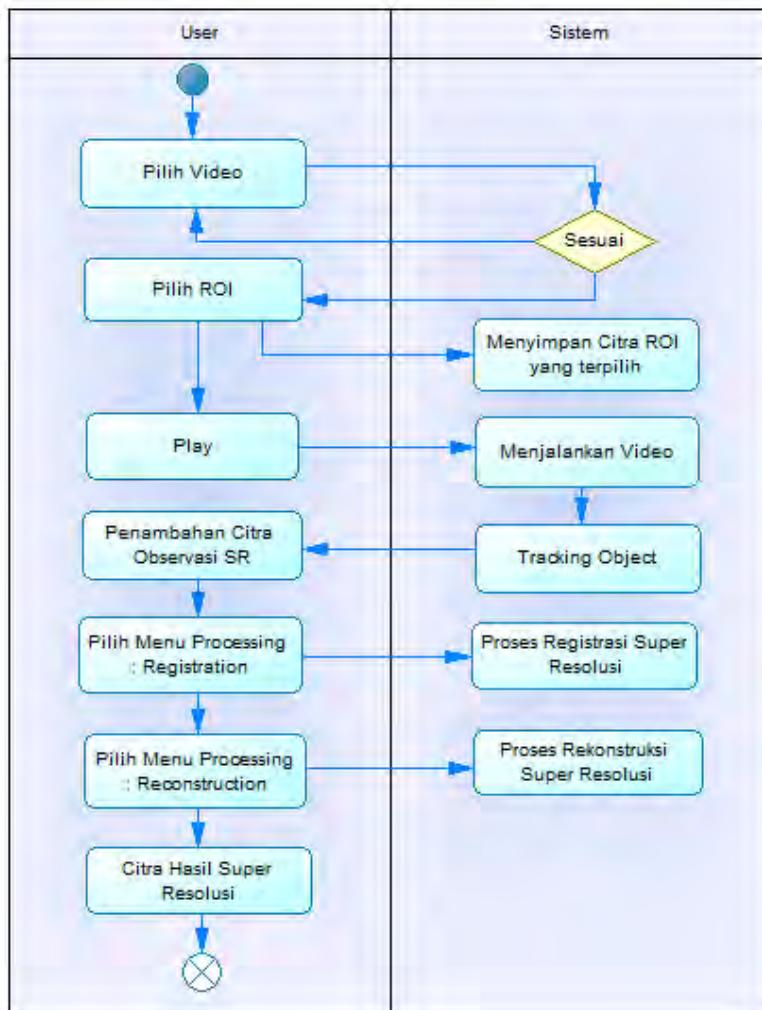 User
Sistem
Pilih Video
Sesuai
Pilih ROI
Menyimpan Citra ROI
yang terpilih
Play
Menjalankan Video
Penambahan Citra
Observasi SR
Tracking Object
Pilih Menu Processing
: Registration
Proses Registrasi Super
Resolusi
Pilih Menu Processing
: Reconstruction
Proses Rekonstruksi
Super Resolusi
Citra Hasil Super
Resolusi